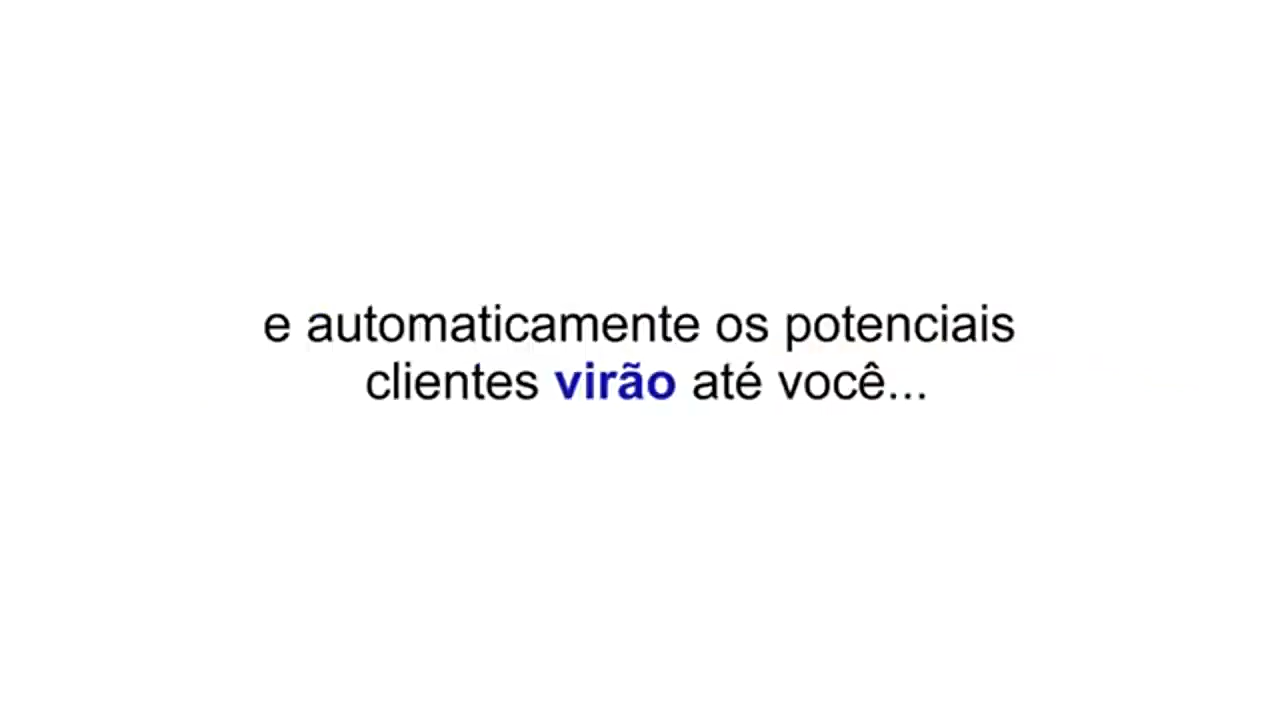 e automaticamente os potenciais
clientes virão até você...